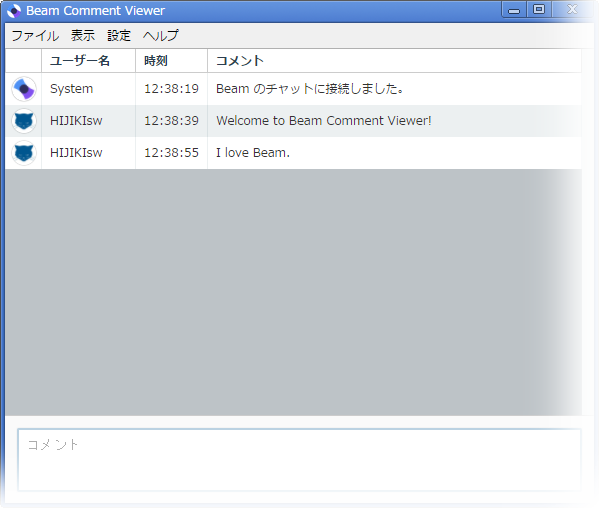 Beam Comment Viewer
ファイル 表示 設定 ヘルプ
ユーザー名 時刻 コメント
System 12:38:19 Beam のチャットに接続しました。
HIJIKIsw 12:38:39 Welcome to Beam Comment Viewer!
HIJIKIsw 12:38:55 I love Beam.
コメント